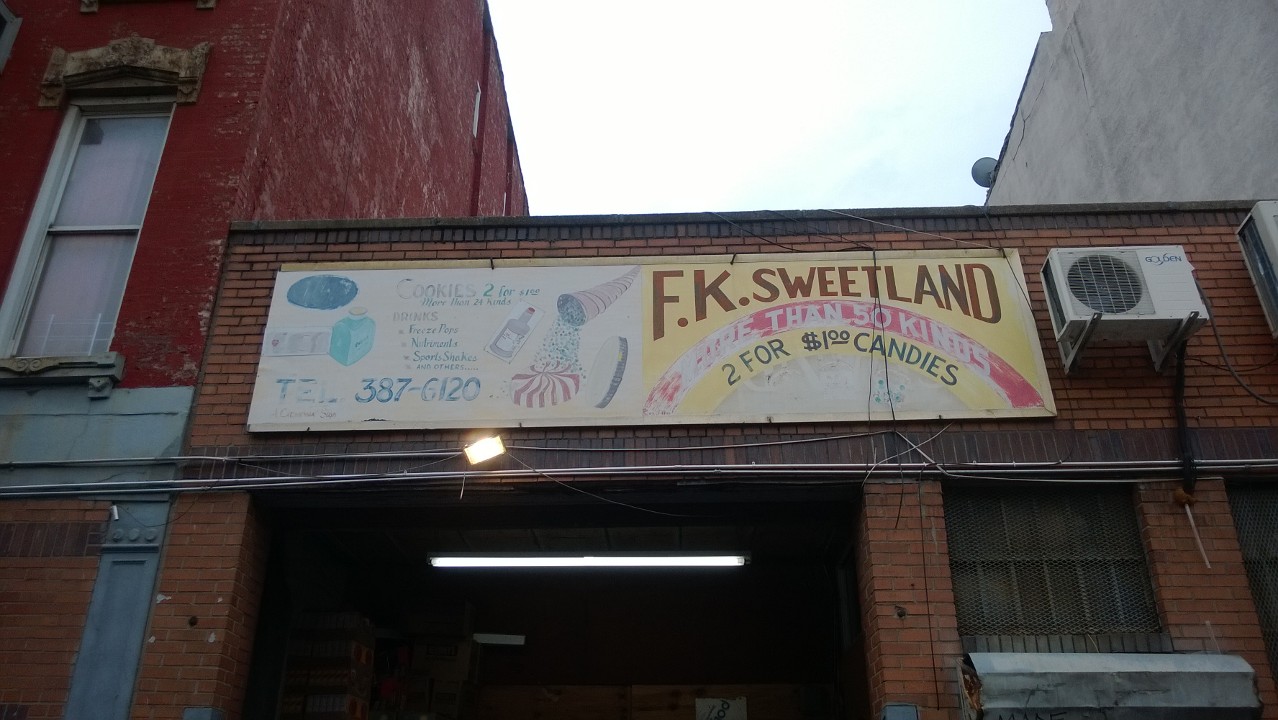 COOKIES 2 for $1.00
More Than 24 Kinds
DRINKS
Freeze Pops
Nutriments
Sports Shakes
AND OTHERS.....
TEL. 387-6120
F.K. SWEETLAND
MORE THAN 50 KINDS
2 FOR $1.00 CANDIES